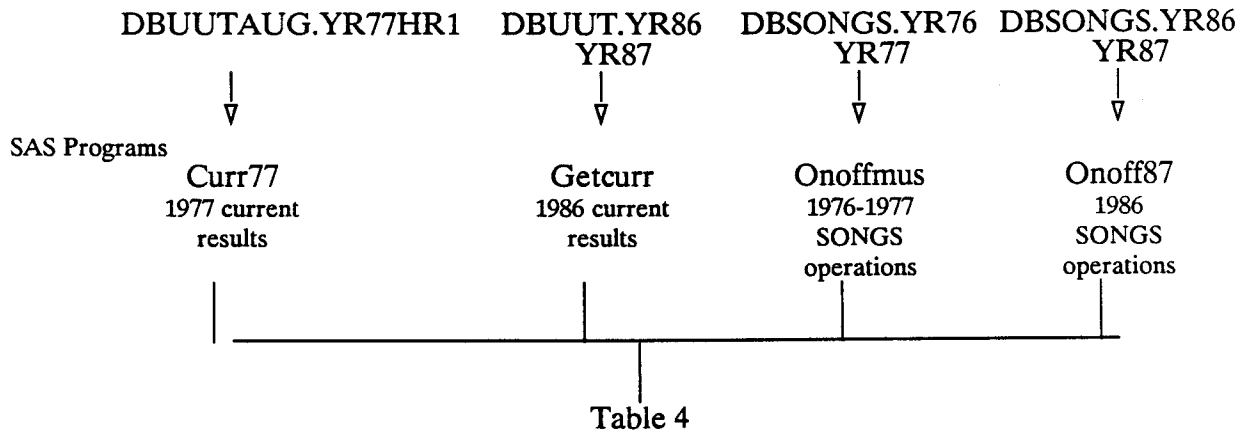 DBUUTAUG.YR77HR1 DBUUT.YR86 DBSONGS.YR76 DBSONGS.YR86
YR87 YR77 YR87
SAS Programs
Curr77 Getcurr Onoffmus Onoff87
1977 current 1986 current 1976-1977 1986
results results SONGS SONGS
operations operations
Table 4